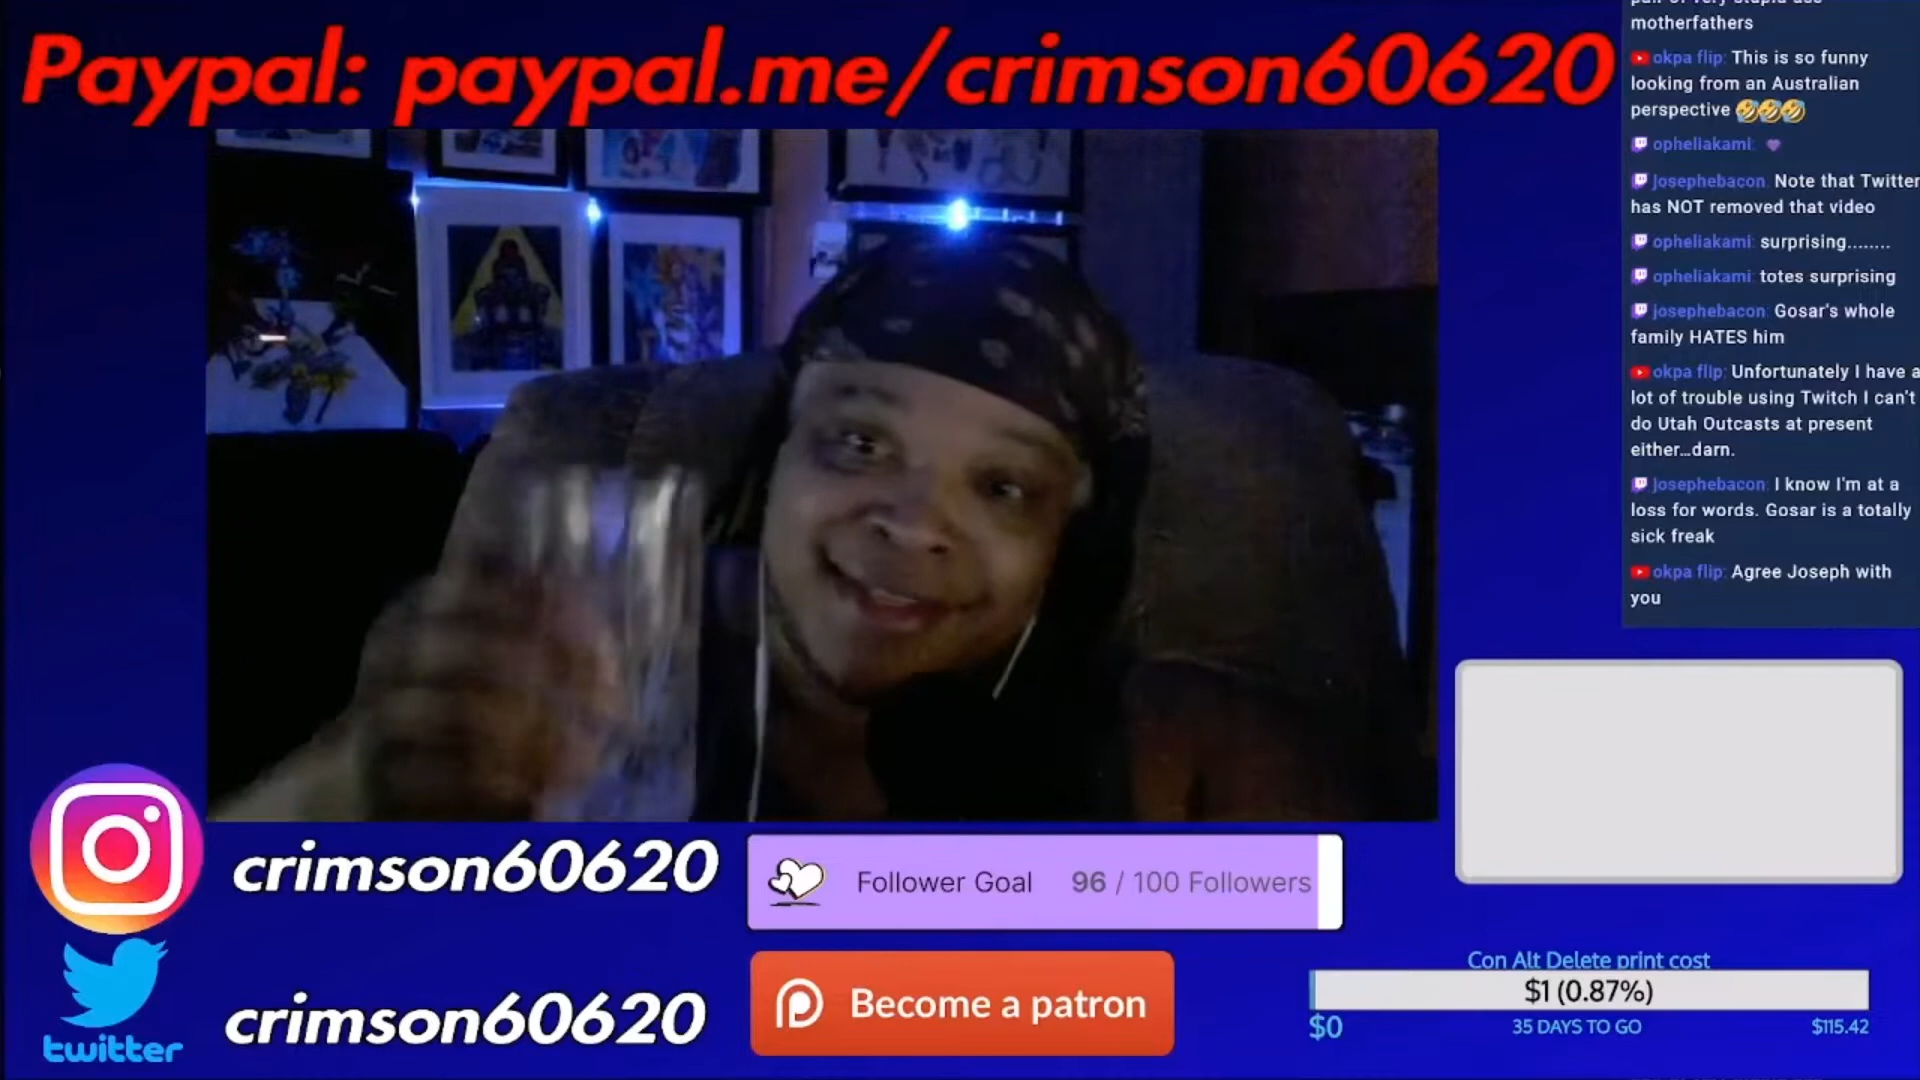 Paypal: paypal.me/crimson60620
motherfathers
okpa flip: This is so funny
looking from an Australian
perspective 🤣🤣🤣
opheliakami: 💜
josephebacon: Note that Twitter
has NOT removed that video
opheliakami: surprising........
opheliakami: totes surprising
josephebacon: Gosar's whole
family HATES him
okpa flip: Unfortunately I have a
lot of trouble using Twitch I can't
do Utah Outcasts at present
either...darn.
josephebacon: I know I'm at a
loss for words. Gosar is a totally
sick freak
okpa flip: Agree Joseph with
you
crimson60620
Follower Goal 96 / 100 Followers
twitter
crimson60620
Become a patron
Con Alt Delete print cost
$1 (0.87%)
$0 35 DAYS TO GO $115.42